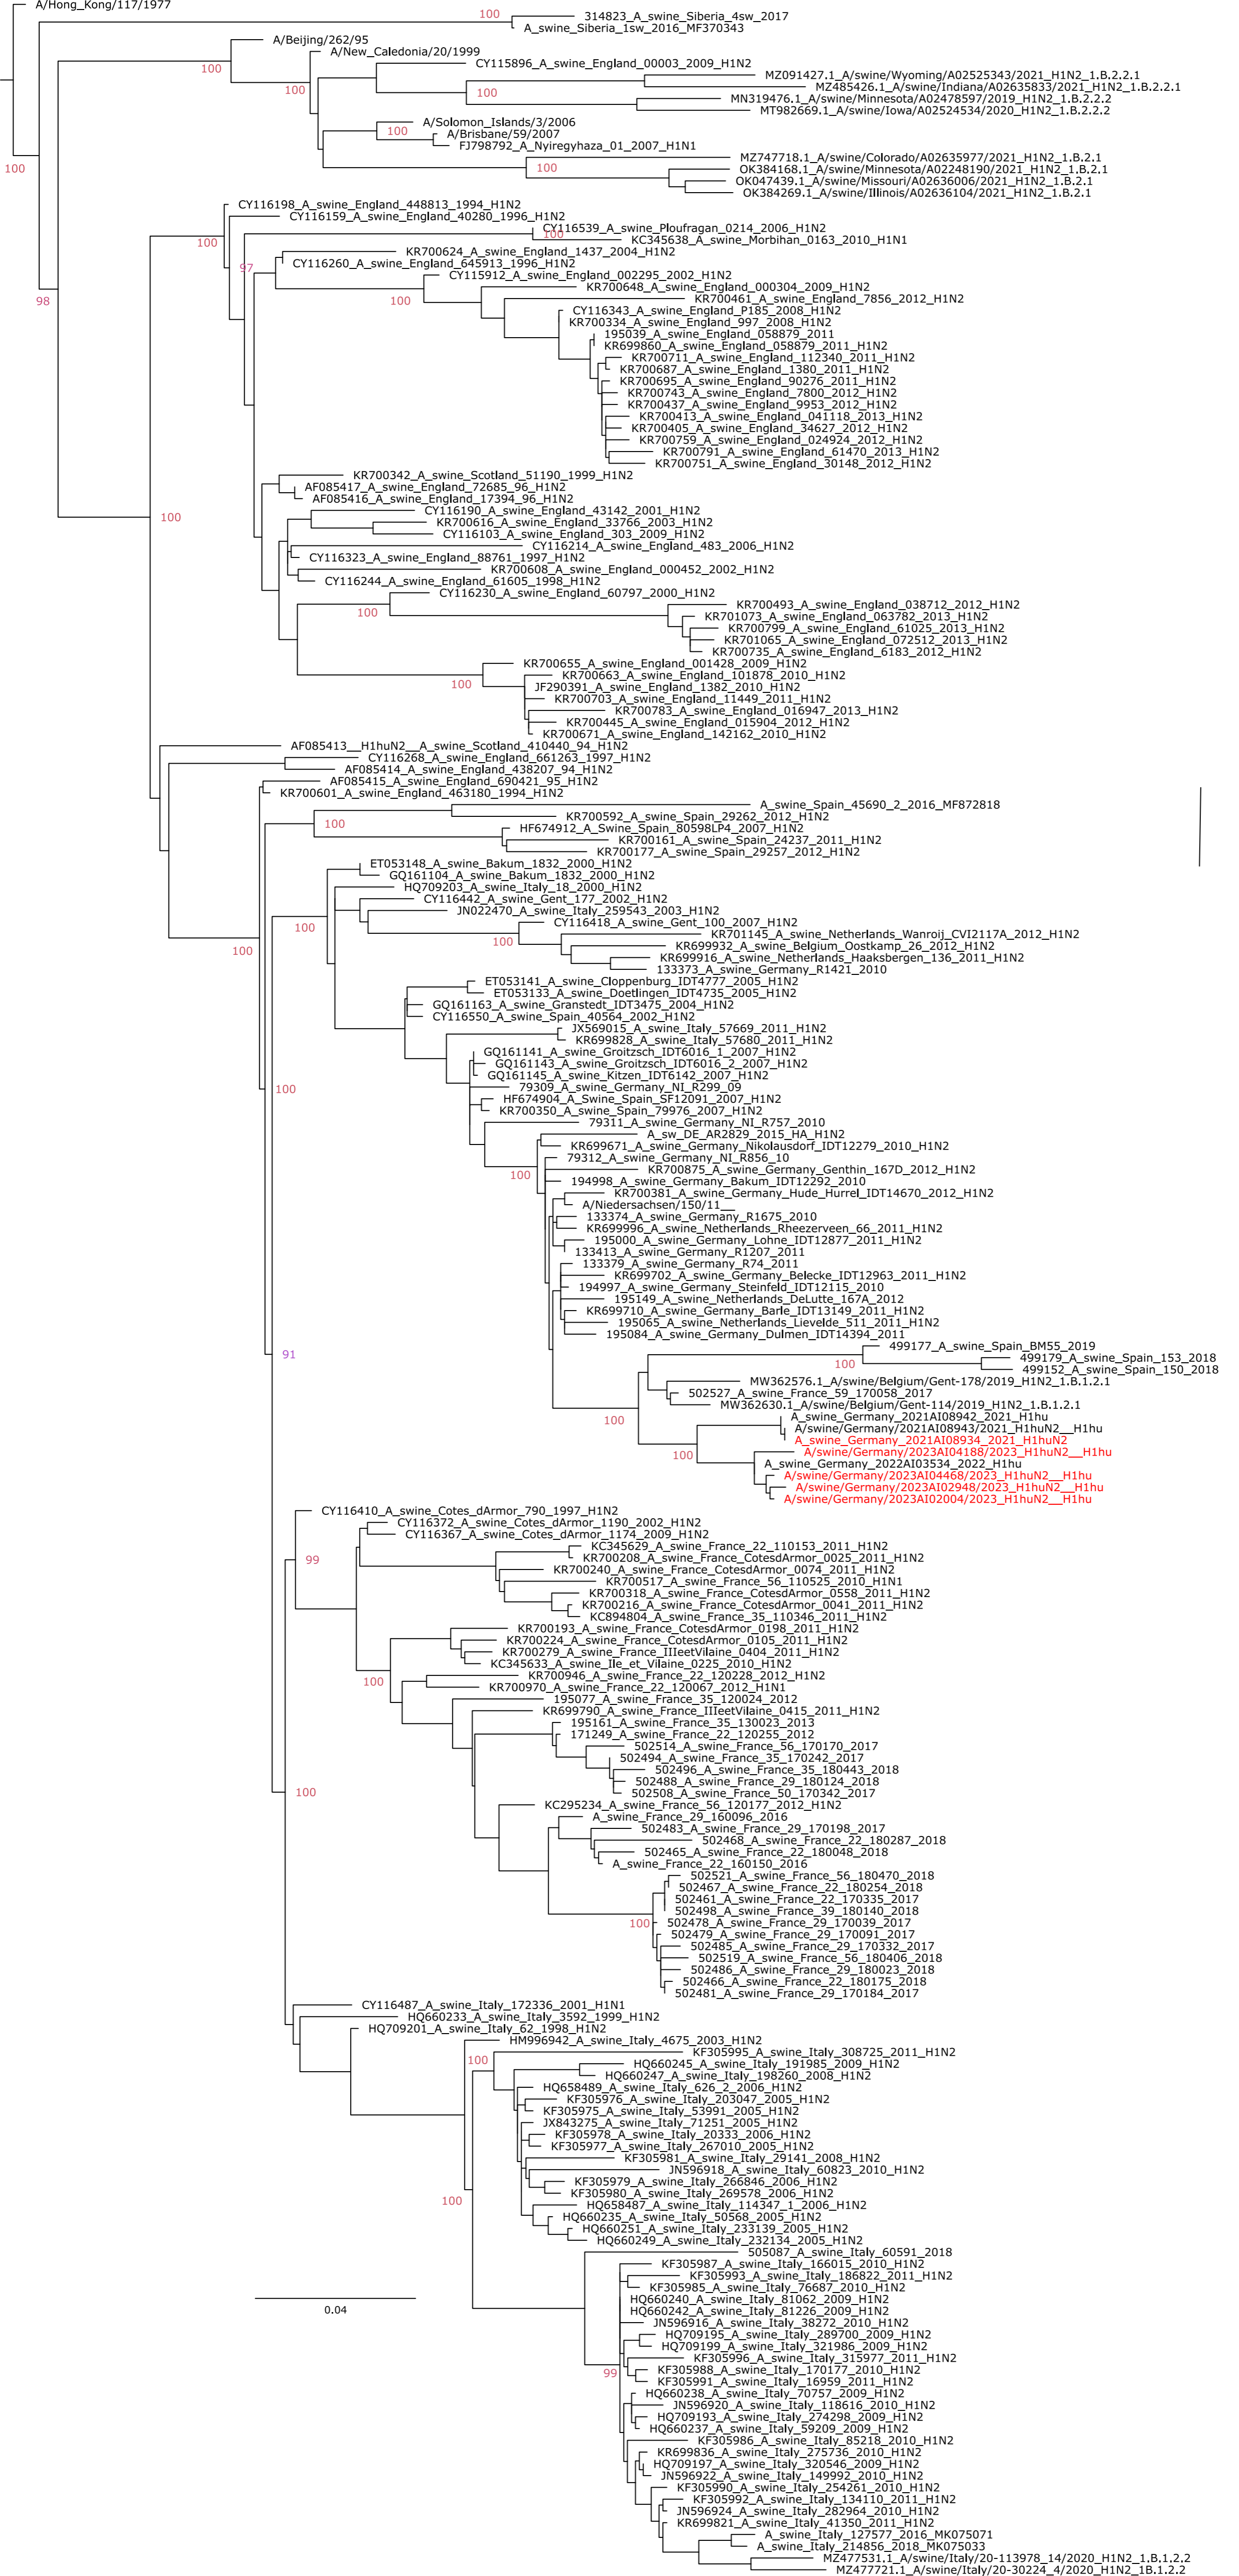 A/Hong_Kong/117/1977
100
314823_A_swine_Siberia_4sw_2017
A_swine_Siberia_1sw_2016_MF370343
A/Beijing/262/95
A/New_Caledonia/20/1999
100
CY115896_A_swine_England_00003_2009_H1N2
MZ091427.1_A/swine/Wyoming/A02525343/2021_H1N2_1.B.2.2.1
100
MZ485426.1_A/swine/Indiana/A02635833/2021_H1N2_1.B.2.2.1
100
MN319476.1_A/swine/Minnesota/A02478597/2019_H1N2_1.B.2.2.2
MT982669.1_A/swine/Iowa/A02524534/2020_H1N2_1.B.2.2.2
A/Solomon_Islands/3/2006
100
A/Brisbane/59/2007
FJ798792_A_Nyiregyhaza_01_2007_H1N1
MZ747718.1_A/swine/Colorado/A02635977/2021_H1N2_1.B.2.1
100
100
OK384168.1_A/swine/Minnesota/A02248190/2021_H1N2_1.B.2.1
OK047439.1_A/swine/Missouri/A02636006/2021_H1N2_1.B.2.1
OK384269.1_A/swine/Illinois/A02636104/2021_H1N2_1.B.2.1
CY116198_A_swine_England_448813_1994_H1N2
CY116159_A_swine_England_40280_1996_H1N2
CY116539_A_swine_Ploufragan_0214_2006_H1N2
100
100
KC345638_A_swine_Morbihan_0163_2010_H1N1
KR700624_A_swine_England_1437_2004_H1N2
97
CY116260_A_swine_England_645913_1996_H1N2
CY115912_A_swine_England_002295_2002_H1N2
KR700648_A_swine_England_000304_2009_H1N2
98
100
KR700461_A_swine_England_7856_2012_H1N2
CY116343_A_swine_England_P185_2008_H1N2
KR700334_A_swine_England_997_2008_H1N2
195039_A_swine_England_058879_2011
KR699860_A_swine_England_058879_2011_H1N2
KR700711_A_swine_England_112340_2011_H1N2
KR700687_A_swine_England_1380_2011_H1N2
KR700695_A_swine_England_90276_2011_H1N2
KR700743_A_swine_England_7800_2012_H1N2
KR700437_A_swine_England_9953_2012_H1N2
KR700413_A_swine_England_041118_2013_H1N2
KR700405_A_swine_England_34627_2012_H1N2
KR700759_A_swine_England_024924_2012_H1N2
KR700791_A_swine_England_61470_2013_H1N2
KR700751_A_swine_England_30148_2012_H1N2
KR700342_A_swine_Scotland_51190_1999_H1N2
AF085417_A_swine_England_72685_96_H1N2
AF085416_A_swine_England_17394_96_H1N2
CY116190_A_swine_England_43142_2001_H1N2
100
KR700616_A_swine_England_33766_2003_H1N2
CY116103_A_swine_England_303_2009_H1N2
CY116214_A_swine_England_483_2006_H1N2
CY116323_A_swine_England_88761_1997_H1N2
KR700608_A_swine_England_000452_2002_H1N2
CY116244_A_swine_England_61605_1998_H1N2
CY116230_A_swine_England_60797_2000_H1N2
KR700493_A_swine_England_038712_2012_H1N2
100
KR701073_A_swine_England_063782_2013_H1N2
KR700799_A_swine_England_61025_2013_H1N2
KR701065_A_swine_England_072512_2013_H1N2
KR700735_A_swine_England_6183_2012_H1N2
KR700655_A_swine_England_001428_2009_H1N2
KR700663_A_swine_England_101878_2010_H1N2
100
JF290391_A_swine_England_1382_2010_H1N2
KR700703_A_swine_England_11449_2011_H1N2
KR700783_A_swine_England_016947_2013_H1N2
KR700445_A_swine_England_015904_2012_H1N2
KR700671_A_swine_England_142162_2010_H1N2
AF085413__H1huN2__A_swine_Scotland_410440_94_H1N2
CY116268_A_swine_England_661263_1997_H1N2
AF085414_A_swine_England_438207_94_H1N2
AF085415_A_swine_England_690421_95_H1N2
KR700601_A_swine_England_463180_1994_H1N2
A_swine_Spain_45690_2_2016_MF872818
KR700592_A_swine_Spain_29262_2012_H1N2
100
HF674912_A_Swine_Spain_80598LP4_2007_H1N2
KR700161_A_swine_Spain_24237_2011_H1N2
KR700177_A_swine_Spain_29257_2012_H1N2
ET053148_A_swine_Bakum_1832_2000_H1N2
GQ161104_A_swine_Bakum_1832_2000_H1N2
HQ709203_A_swine_Italy_18_2000_H1N2
CY116442_A_swine_Gent_177_2002_H1N2
JN022470_A_swine_Italy_259543_2003_H1N2
100
CY116418_A_swine_Gent_100_2007_H1N2
KR701145_A_swine_Netherlands_Wanroij_CVI2117A_2012_H1N2
100
100
KR699932_A_swine_Belgium_Oostkamp_26_2012_H1N2
KR699916_A_swine_Netherlands_Haaksbergen_136_2011_H1N2
133373_A_swine_Germany_R1421_2010
ET053141_A_swine_Cloppenburg_IDT4777_2005_H1N2
ET053133_A_swine_Doetlingen_IDT4735_2005_H1N2
GQ161163_A_swine_Granstedt_IDT3475_2004_H1N2
CY116550_A_swine_Spain_40564_2002_H1N2
JX569015_A_swine_Italy_57669_2011_H1N2
KR699828_A_swine_Italy_57680_2011_H1N2
GQ161141_A_swine_Groitzsch_IDT6016_1_2007_H1N2
GQ161143_A_swine_Groitzsch_IDT6016_2_2007_H1N2
GQ161145_A_swine_Kitzen_IDT6142_2007_H1N2
100
79309_A_swine_Germany_NI_R299_09
HF674904_A_Swine_Spain_SF12091_2007_H1N2
KR700350_A_swine_Spain_79976_2007_H1N2
79311_A_swine_Germany_NI_R757_2010
A_sw_DE_AR2829_2015_HA_H1N2
KR699671_A_swine_Germany_Nikolausdorf_IDT12279_2010_H1N2
79312_A_swine_Germany_NI_R856_10
100
KR700875_A_swine_Germany_Genthin_167D_2012_H1N2
194998_A_swine_Germany_Bakum_IDT12292_2010
KR700381_A_swine_Germany_Hude_Hurrel_IDT14670_2012_H1N2
A/Niedersachsen/150/11__
133374_A_swine_Germany_R1675_2010
KR699996_A_swine_Netherlands_Rheezerveen_66_2011_H1N2
195000_A_swine_Germany_Lohne_IDT12877_2011_H1N2
133413_A_swine_Germany_R1207_2011
133379_A_swine_Germany_R74_2011
KR699702_A_swine_Germany_Belecke_IDT12963_2011_H1N2
194997_A_swine_Germany_Steinfeld_IDT12115_2010
195149_A_swine_Netherlands_DeLutte_167A_2012
KR699710_A_swine_Germany_Barle_IDT13149_2011_H1N2
195065_A_swine_Netherlands_Lievelde_511_2011_H1N2
195084_A_swine_Germany_Dulmen_IDT14394_2011
499177_A_swine_Spain_BM55_2019
91
499179_A_swine_Spain_153_2018
100
499152_A_swine_Spain_150_2018
MW362576.1_A/swine/Belgium/Gent-178/2019_H1N2_1.B.1.2.1
502527_A_swine_France_59_170058_2017
MW362630.1_A/swine/Belgium/Gent-114/2019_H1N2_1.B.1.2.1
100
A_swine_Germany_2021AI08942_2021_H1hu
A/swine/Germany/2021AI08943/2021_H1huN2__H1hu
A_swine_Germany_2021AI08934_2021_H1huN2
A/swine/Germany/2023AI04188/2023_H1huN2__H1hu
100
A_swine_Germany_2022AI03534_2022_H1hu
A/swine/Germany/2023AI04468/2023_H1huN2__H1hu
A/swine/Germany/2023AI02948/2023_H1huN2__H1hu
A/swine/Germany/2023AI02004/2023_H1huN2__H1hu
CY116410_A_swine_Cotes_dArmor_790_1997_H1N2
CY116372_A_swine_Cotes_dArmor_1190_2002_H1N2
CY116367_A_swine_Cotes_dArmor_1174_2009_H1N2
KC345629_A_swine_France_22_110153_2011_H1N2
99
KR700208_A_swine_France_CotesdArmor_0025_2011_H1N2
KR700240_A_swine_France_CotesdArmor_0074_2011_H1N2
KR700517_A_swine_France_56_110525_2010_H1N1
KR700318_A_swine_France_CotesdArmor_0558_2011_H1N2
KR700216_A_swine_France_CotesdArmor_0041_2011_H1N2
KC894804_A_swine_France_35_110346_2011_H1N2
KR700193_A_swine_France_CotesdArmor_0198_2011_H1N2
KR700224_A_swine_France_CotesdArmor_0105_2011_H1N2
KR700279_A_swine_France_IIIeetVilaine_0404_2011_H1N2
KC345633_A_swine_Ile_et_Vilaine_0225_2010_H1N2
KR700946_A_swine_France_22_120228_2012_H1N2
100
KR700970_A_swine_France_22_120067_2012_H1N1
195077_A_swine_France_35_120024_2012
KR699790_A_swine_France_IIIeetVilaine_0415_2011_H1N2
195161_A_swine_France_35_130023_2013
171249_A_swine_France_22_120255_2012
502514_A_swine_France_56_170170_2017
502494_A_swine_France_35_170242_2017
502496_A_swine_France_35_180443_2018
502488_A_swine_France_29_180124_2018
100
502508_A_swine_France_50_170342_2017
KC295234_A_swine_France_56_120177_2012_H1N2
A_swine_France_29_160096_2016
502483_A_swine_France_29_170198_2017
502468_A_swine_France_22_180287_2018
502465_A_swine_France_22_180048_2018
A_swine_France_22_160150_2016
502521_A_swine_France_56_180470_2018
502467_A_swine_France_22_180254_2018
502461_A_swine_France_22_170335_2017
502498_A_swine_France_39_180140_2018
100
502478_A_swine_France_29_170039_2017
502479_A_swine_France_29_170091_2017
502485_A_swine_France_29_170332_2017
502519_A_swine_France_56_180406_2018
502486_A_swine_France_29_180023_2018
502466_A_swine_France_22_180175_2018
502481_A_swine_France_29_170184_2017
CY116487_A_swine_Italy_172336_2001_H1N1
HQ660233_A_swine_Italy_3592_1999_H1N2
HQ709201_A_swine_Italy_62_1998_H1N2
HM996942_A_swine_Italy_4675_2003_H1N2
KF305995_A_swine_Italy_308725_2011_H1N2
100
HQ660245_A_swine_Italy_191985_2009_H1N2
HQ660247_A_swine_Italy_198260_2008_H1N2
HQ658489_A_swine_Italy_626_2_2006_H1N2
KF305976_A_swine_Italy_203047_2005_H1N2
KF305975_A_swine_Italy_53991_2005_H1N2
JX843275_A_swine_Italy_71251_2005_H1N2
KF305978_A_swine_Italy_20333_2006_H1N2
KF305977_A_swine_Italy_267010_2005_H1N2
KF305981_A_swine_Italy_29141_2008_H1N2
JN596918_A_swine_Italy_60823_2010_H1N2
KF305979_A_swine_Italy_266846_2006_H1N2
KF305980_A_swine_Italy_269578_2006_H1N2
100
HQ658487_A_swine_Italy_114347_1_2006_H1N2
HQ660235_A_swine_Italy_50568_2005_H1N2
HQ660251_A_swine_Italy_233139_2005_H1N2
HQ660249_A_swine_Italy_232134_2005_H1N2
505087_A_swine_Italy_60591_2018
KF305987_A_swine_Italy_166015_2010_H1N2
KF305993_A_swine_Italy_186822_2011_H1N2
KF305985_A_swine_Italy_76687_2010_H1N2
HQ660240_A_swine_Italy_81062_2009_H1N2
0.04
HQ660242_A_swine_Italy_81226_2009_H1N2
JN596916_A_swine_Italy_38272_2010_H1N2
HQ709195_A_swine_Italy_289700_2009_H1N2
HQ709199_A_swine_Italy_321986_2009_H1N2
KF305996_A_swine_Italy_315977_2011_H1N2
99
KF305988_A_swine_Italy_170177_2010_H1N2
KF305991_A_swine_Italy_16959_2011_H1N2
HQ660238_A_swine_Italy_70757_2009_H1N2
JN596920_A_swine_Italy_118616_2010_H1N2
HQ709193_A_swine_Italy_274298_2009_H1N2
HQ660237_A_swine_Italy_59209_2009_H1N2
KF305986_A_swine_Italy_85218_2010_H1N2
KR699836_A_swine_Italy_275736_2010_H1N2
HQ709197_A_swine_Italy_320546_2009_H1N2
JN596922_A_swine_Italy_149992_2010_H1N2
KF305990_A_swine_Italy_254261_2010_H1N2
KF305992_A_swine_Italy_134110_2011_H1N2
JN596924_A_swine_Italy_282964_2010_H1N2
KR699821_A_swine_Italy_41350_2011_H1N2
A_swine_Italy_127577_2016_MK075071
A_swine_Italy_214856_2018_MK075033
MZ477531.1_A/swine/Italy/20-113978_14/2020_H1N2_1.B.1.2.2
MZ477721.1_A/swine/Italy/20-30224_4/2020_H1N2_1B.1.2.2